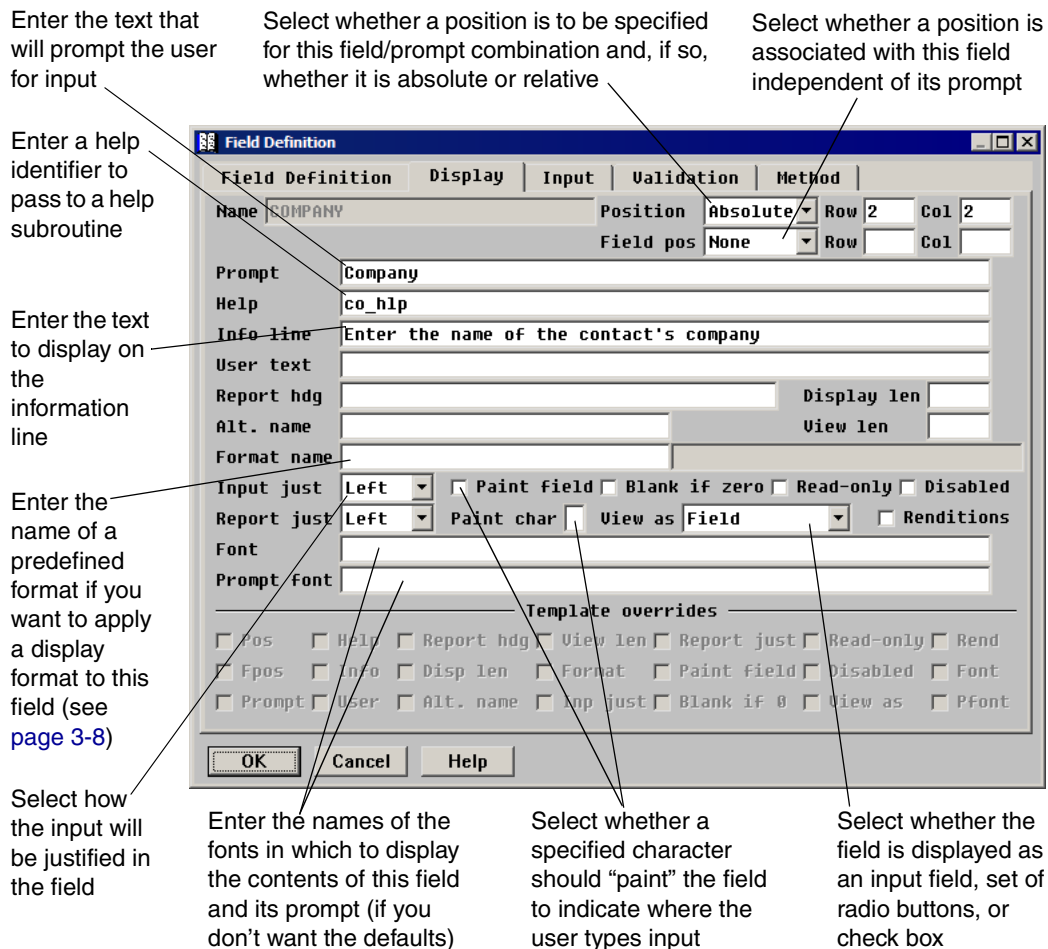 Enter the text that
will prompt the user
for input
Select whether a position is to be specified
for this field/prompt combination and, if so,
whether it is absolute or relative
Select whether a position is
associated with this field
independent of its prompt
Enter a help
identifier to
pass to a help
subroutine
Enter the text
to display on
the
information
line
Enter the
name of a
predefined
format if you
want to apply
a display
format to this
field (see
page 3-8)
Select how
the input will
be justified in
the field
Field Definition
Field Definition Display Input Validation Method
Name COMPANY Position Absolute Row 2 Col 2
Field pos None Row Col
Prompt Company
Help co_hlp
Info line Enter the name of the contact's company
User text
Report hdg Display len
Alt. name View len
Format name
Input just Left Paint field Blank if zero Read-only Disabled
Report just Left Paint char View as Field Renditions
Font
Prompt font
Template overrides
Pos Help Report hdg View len Report just Read-only Rend
Fpos Info Disp len Format Paint field Disabled Font
Prompt User Alt. name Inp just Blank if 0 View as Pfont
OK Cancel Help
Enter the names of the
fonts in which to display
the contents of this field
and its prompt (if you
don't want the defaults)
Select whether a
specified character
should “paint” the field
to indicate where the
user types input
Select whether the
field is displayed as
an input field, set of
radio buttons, or
check box